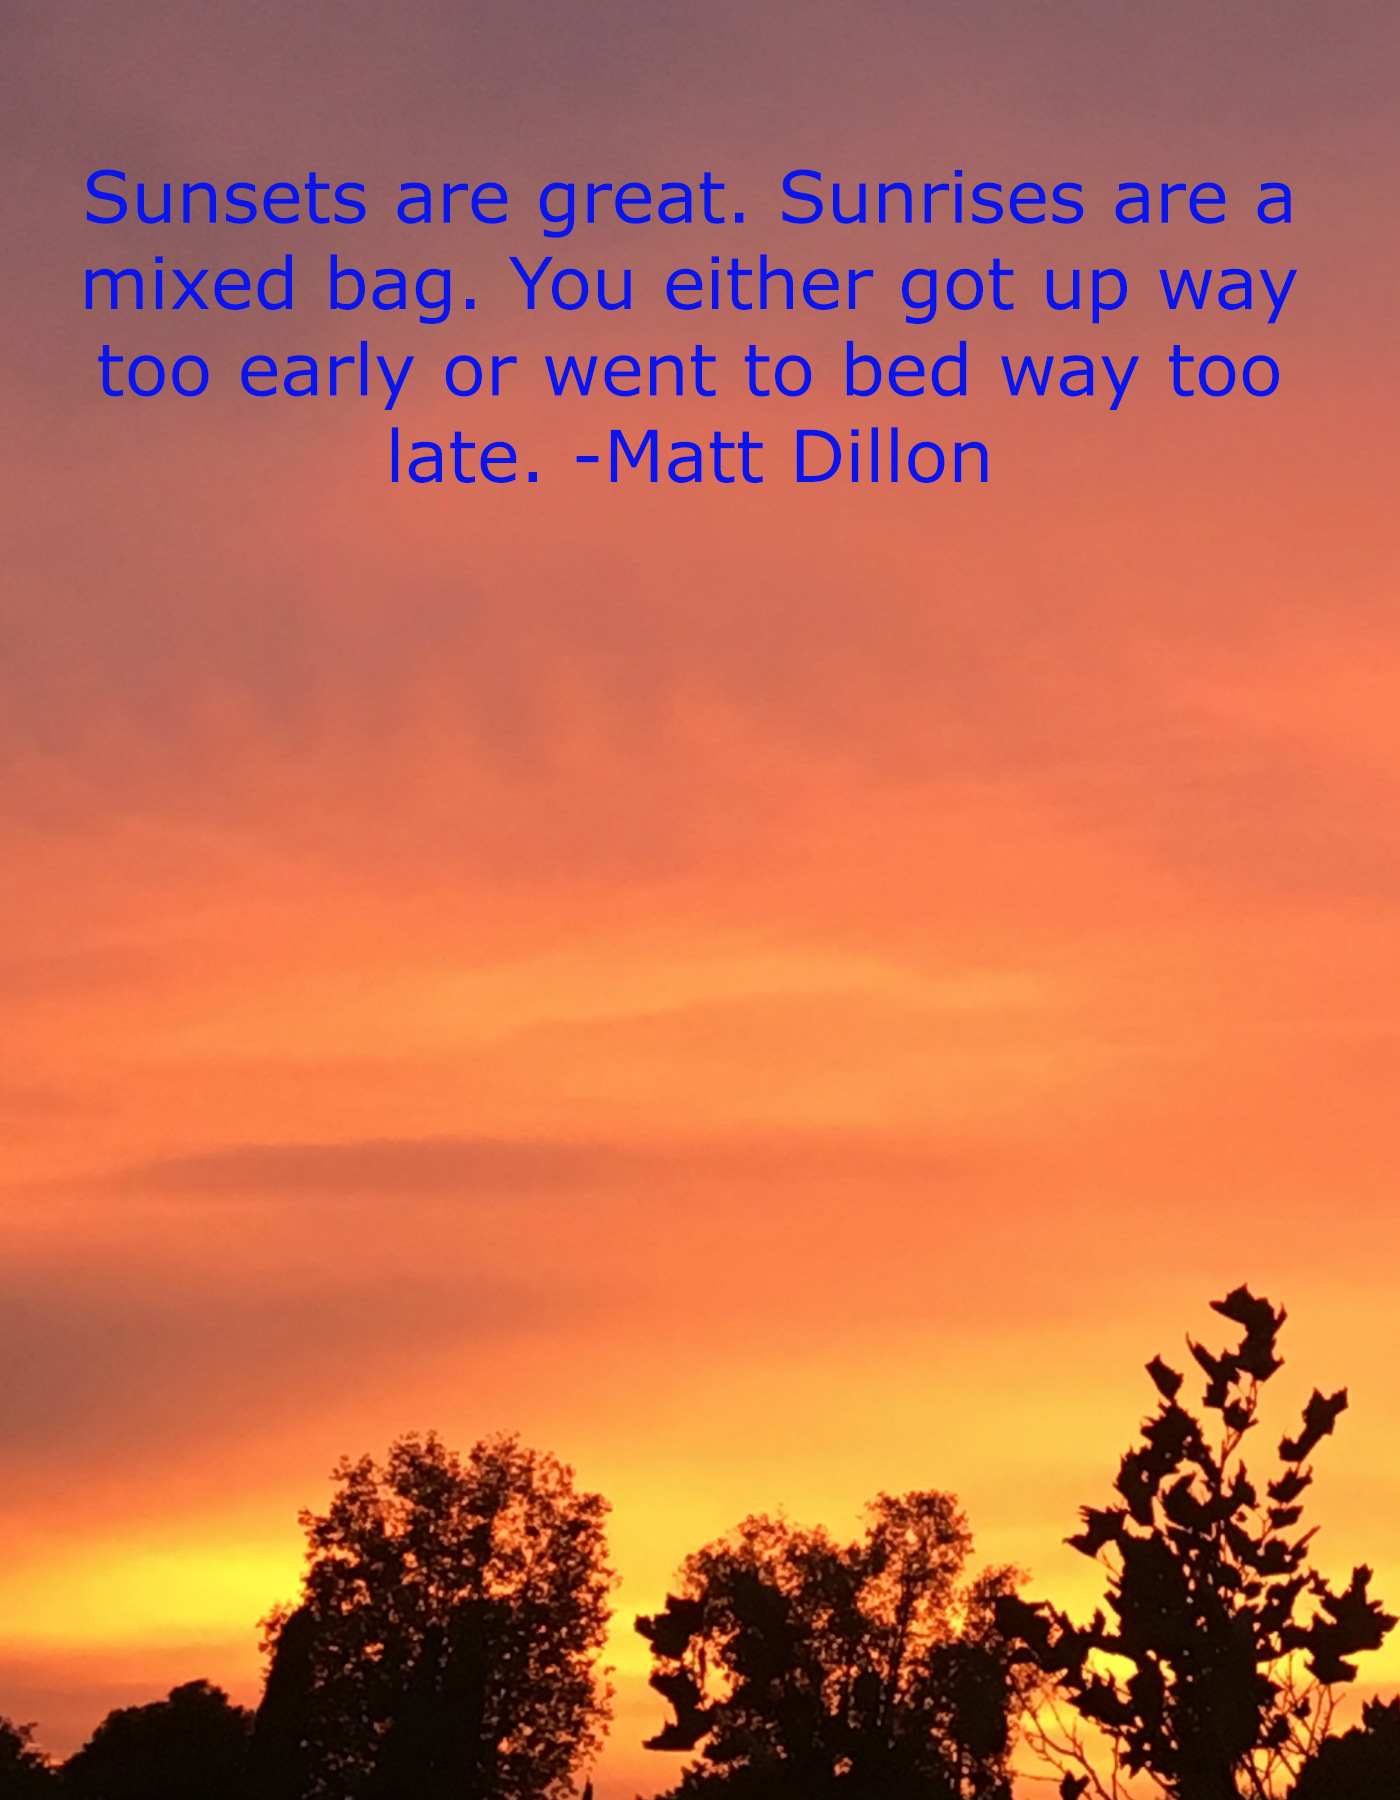 Sunsets are great. Sunrises are a
mixed bag. You either got up way
too early or went to bed way too
late. -Matt Dillon